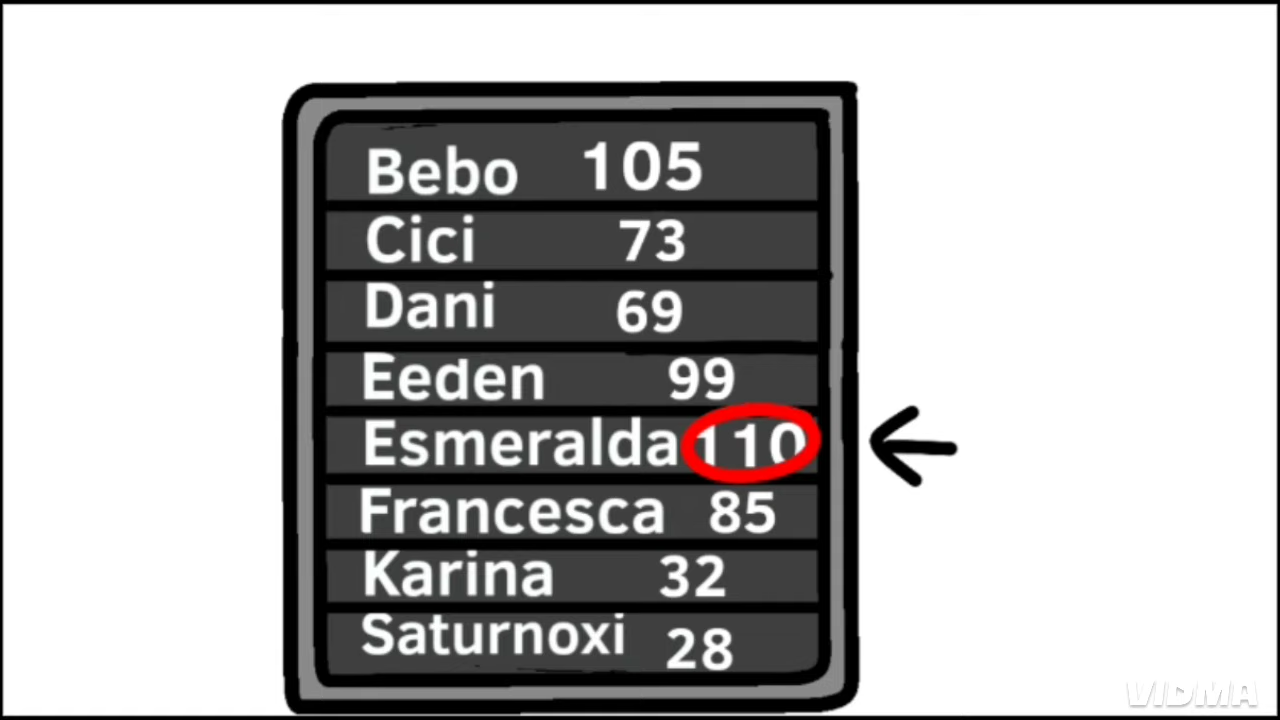 Bebo 105
Cici 73
Dani 69
Eeden 99
Esmeralda 110
Francesca 85
Karina 32
Saturnoxi 28
VIDMA